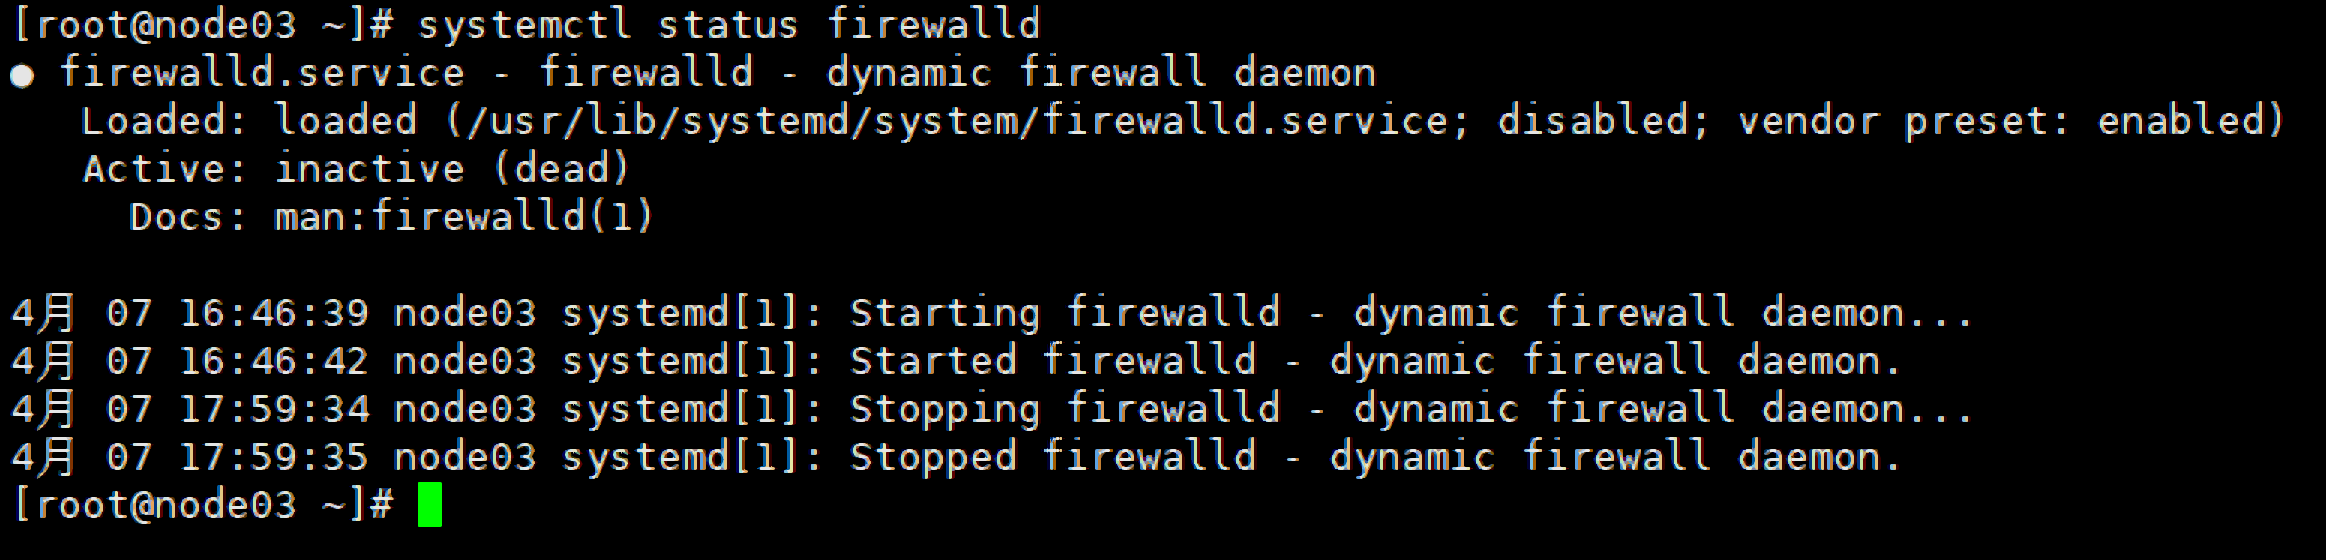 [root@node03 ~]# systemctl status firewalld
● firewalld.service - firewalld - dynamic firewall daemon
   Loaded: loaded (/usr/lib/systemd/system/firewalld.service; disabled; vendor preset: enabled)
   Active: inactive (dead)
     Docs: man:firewalld(1)

4月 07 16:46:39 node03 systemd[1]: Starting firewalld - dynamic firewall daemon...
4月 07 16:46:42 node03 systemd[1]: Started firewalld - dynamic firewall daemon.
4月 07 17:59:34 node03 systemd[1]: Stopping firewalld - dynamic firewall daemon...
4月 07 17:59:35 node03 systemd[1]: Stopped firewalld - dynamic firewall daemon.
[root@node03 ~]#